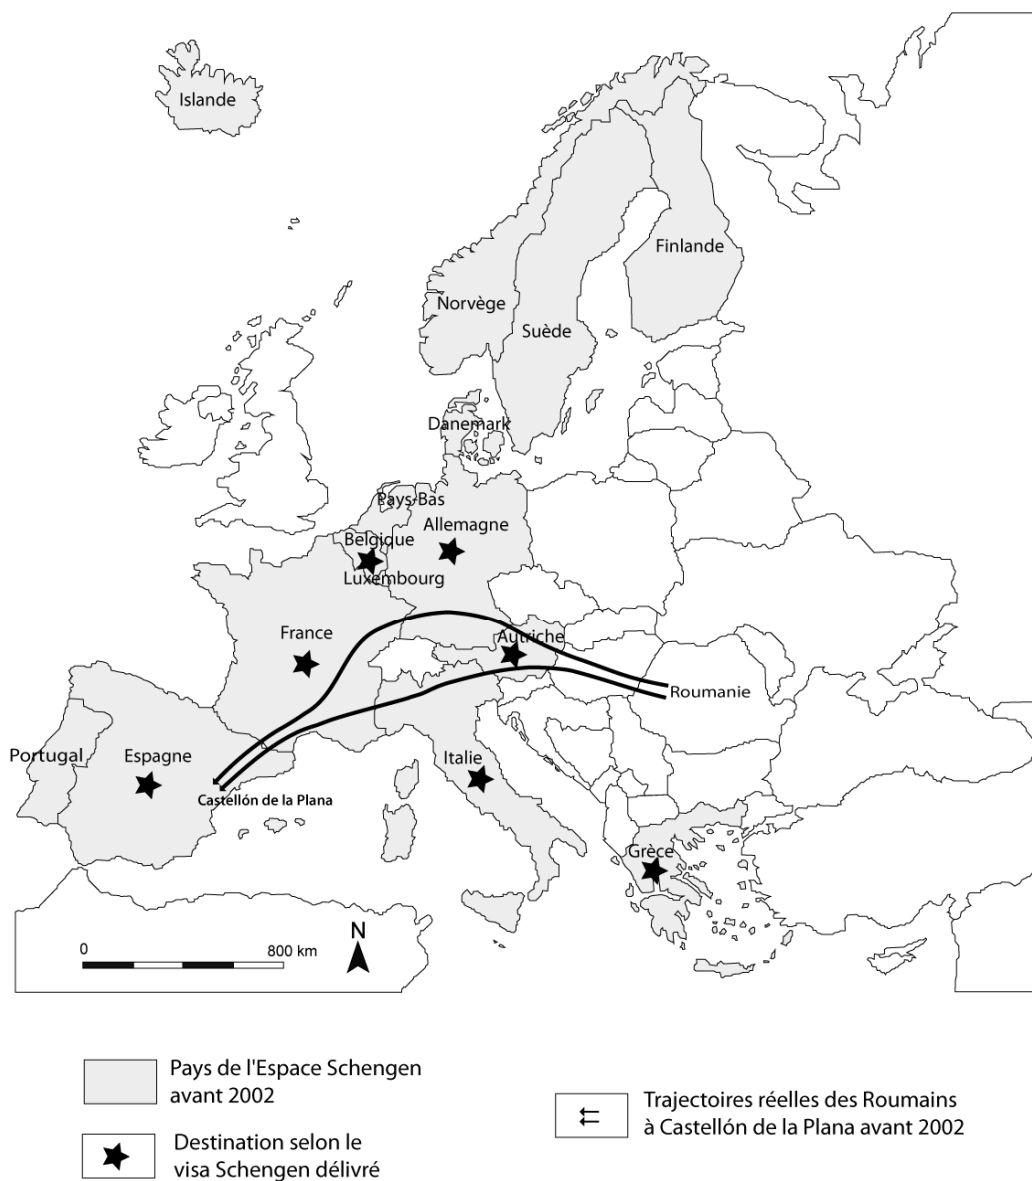 Islande
Finlande
Norvège
Suède
Danemark
Pays-Bas
Allemagne
Belgique
Luxembourg
France
Autriche
Roumanie
Portugal
Espagne
Italie
Castellón de la Plana
Grèce
N
0 800 km
Pays de l'Espace Schengen
avant 2002
Destination selon le
visa Schengen délivré
Trajectoires réelles des Roumains
à Castellón de la Plana avant 2002